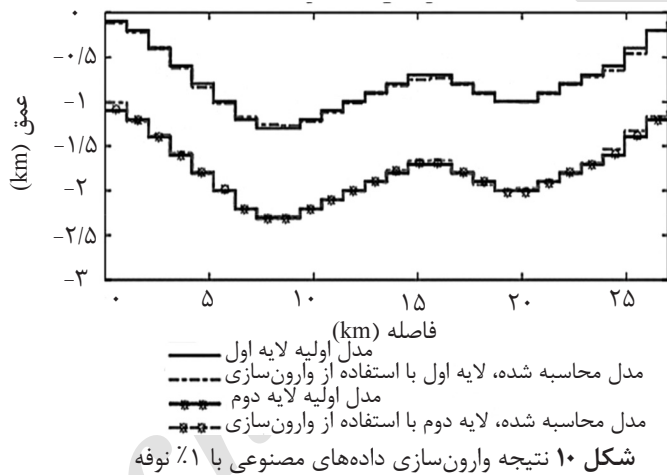 ۰
-۰/۵
-۱
-۱/۵
-۲
-۲/۵
-۳
عمق (km)
۰ ۵ ۱۰ ۱۵ ۲۰ ۲۵
فاصله (km)
مدل اولیه لایه اول
مدل محاسبه شده، لایه اول با استفاده از وارون‌سازی
مدل اولیه لایه دوم
مدل محاسبه شده، لایه دوم با استفاده از وارون‌سازی
شکل ۱۰ نتیجه وارون‌سازی داده‌های مصنوعی با ۱٪ نوفه